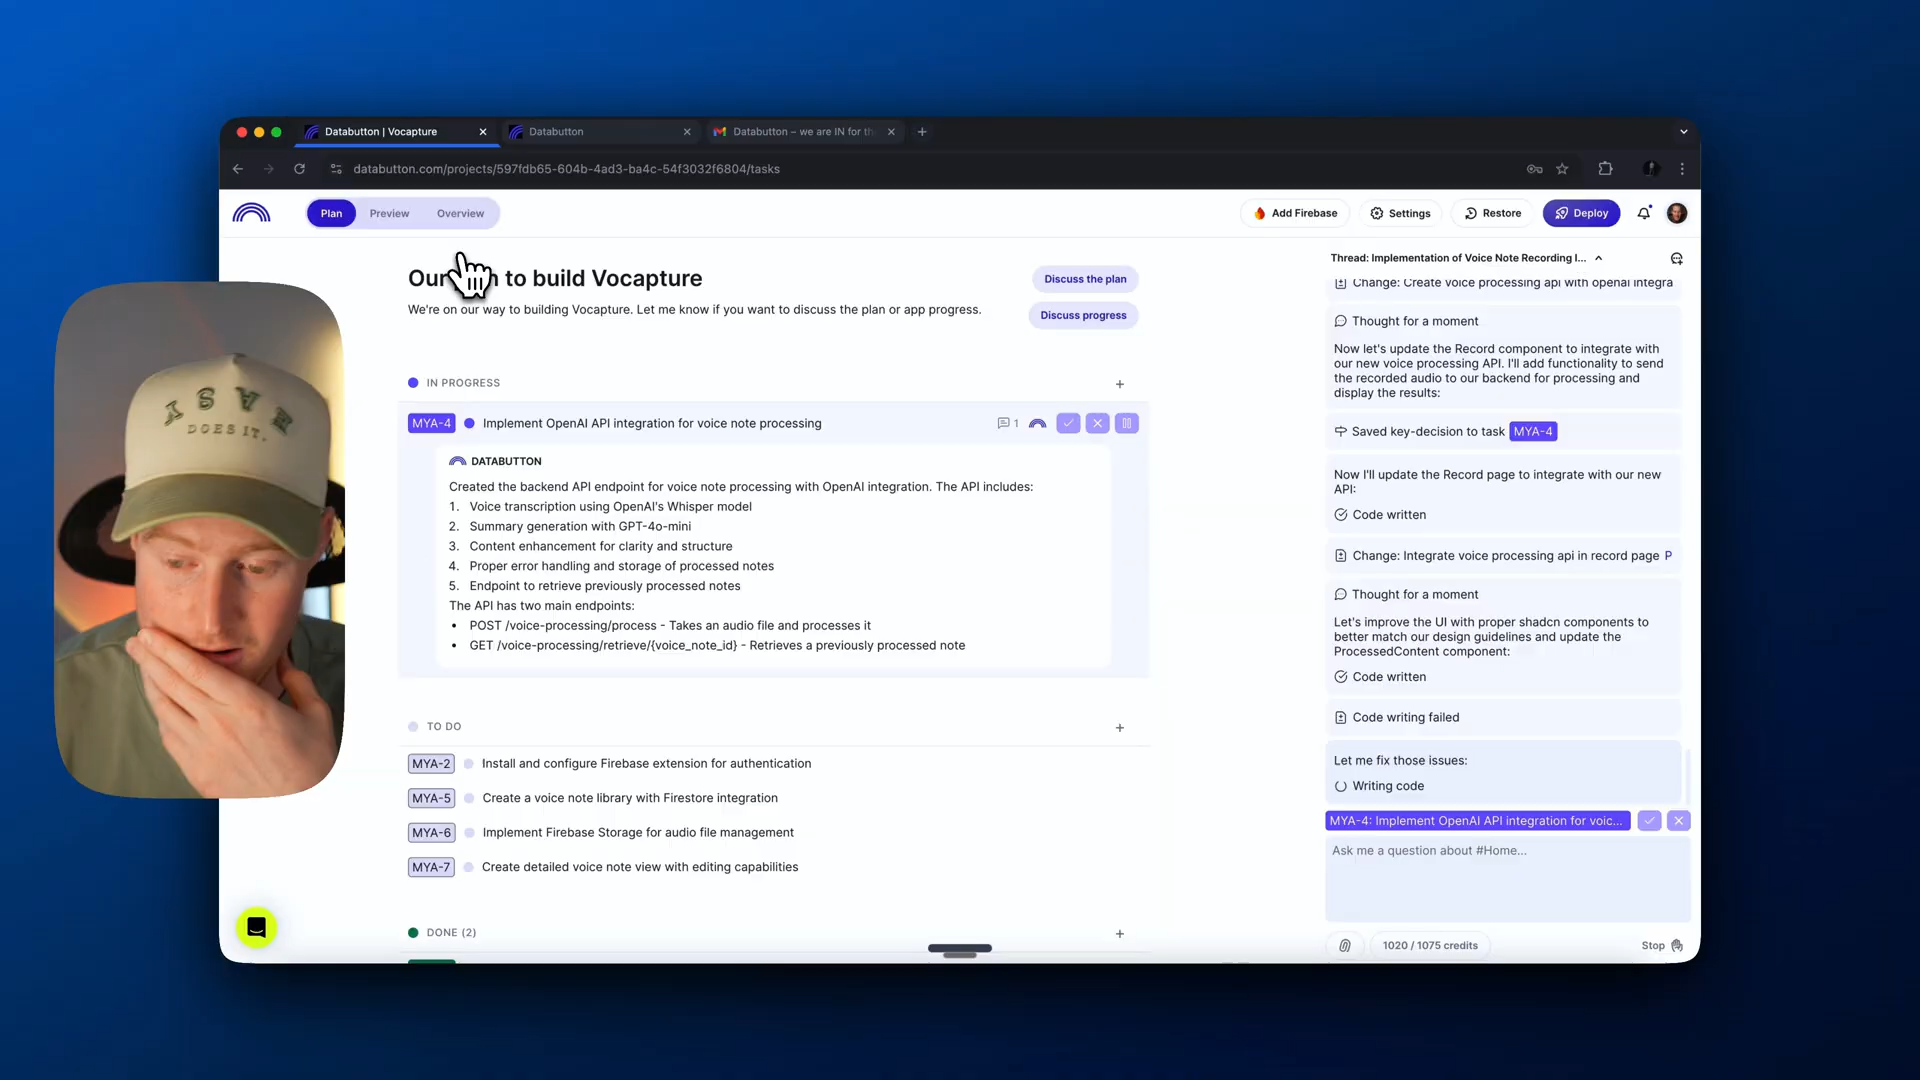 Databutton | Vocapture
Databutton
Databutton – we are IN for th
databutton.com/projects/597fdb65-604b-4ad3-ba4c-54f3032f6804/tasks
Plan
Preview
Overview
Add Firebase
Settings
Restore
Deploy
Our to build Vocapture
We're on our way to building Vocapture. Let me know if you want to discuss the plan or app progress.
Discuss the plan
Discuss progress
IN PROGRESS
MYA-4 Implement OpenAI API integration for voice note processing 1
DATABUTTON
Created the backend API endpoint for voice note processing with OpenAI integration. The API includes:
1. Voice transcription using OpenAI's Whisper model
2. Summary generation with GPT-4o-mini
3. Content enhancement for clarity and structure
4. Proper error handling and storage of processed notes
5. Endpoint to retrieve previously processed notes
The API has two main endpoints:
• POST /voice-processing/process - Takes an audio file and processes it
• GET /voice-processing/retrieve/{voice_note_id} - Retrieves a previously processed note
TO DO
MYA-2 Install and configure Firebase extension for authentication
MYA-5 Create a voice note library with Firestore integration
MYA-6 Implement Firebase Storage for audio file management
MYA-7 Create detailed voice note view with editing capabilities
DONE (2)
Thread: Implementation of Voice Note Recording I...
Change: Create voice processing api with openai integra
Thought for a moment
Now let's update the Record component to integrate with
our new voice processing API. I'll add functionality to send
the recorded audio to our backend for processing and
display the results:
Saved key-decision to task MYA-4
Now I'll update the Record page to integrate with our new
API:
Code written
Change: Integrate voice processing api in record page P
Thought for a moment
Let's improve the UI with proper shadcn components to
better match our design guidelines and update the
ProcessedContent component:
Code written
Code writing failed
Let me fix those issues:
Writing code
MYA-4: Implement OpenAI API integration for voic...
Ask me a question about #Home...
1020 / 1075 credits
Stop
DOES IT.